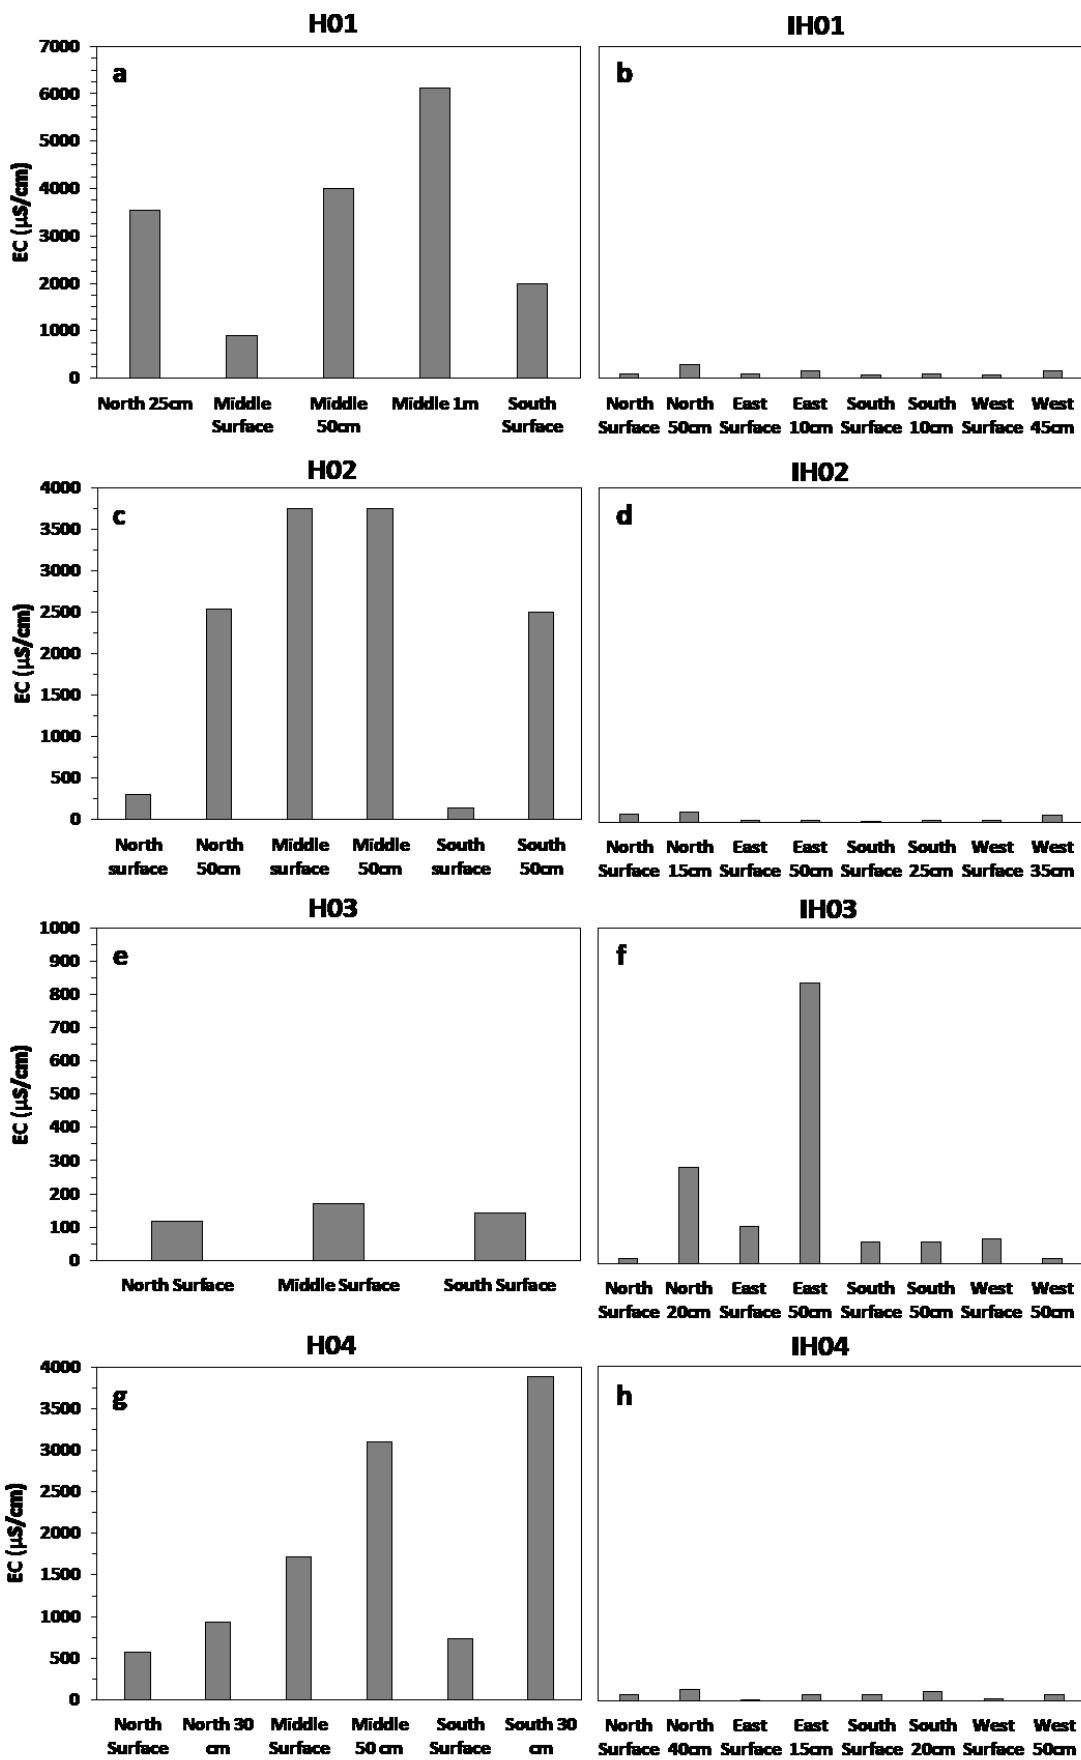 H01
IH01
a
b
7000
6000
5000
4000
3000
2000
1000
0
EC (µS/cm)
North 25cm Middle Surface Middle 50cm Middle 1m South Surface
North Surface North 50cm East Surface East 10cm South Surface South 10cm West Surface West 45cm
H02
IH02
c
d
4000
3500
3000
2500
2000
1500
1000
500
0
EC (µS/cm)
North surface North 50cm Middle surface Middle 50cm South surface South 50cm
North Surface North 15cm East Surface East 50cm South Surface South 25cm West Surface West 35cm
H03
IH03
e
f
1000
900
800
700
600
500
400
300
200
100
0
EC (µS/cm)
North Surface Middle Surface South Surface
North Surface North 20cm East Surface East 50cm South Surface South 50cm West Surface West 50cm
H04
IH04
g
h
4000
3500
3000
2500
2000
1500
1000
500
0
EC (µS/cm)
North Surface North 30 cm Middle Surface Middle 50 cm South Surface South 30 cm
North Surface North 40cm East Surface East 15cm South Surface South 20cm West Surface West 50cm